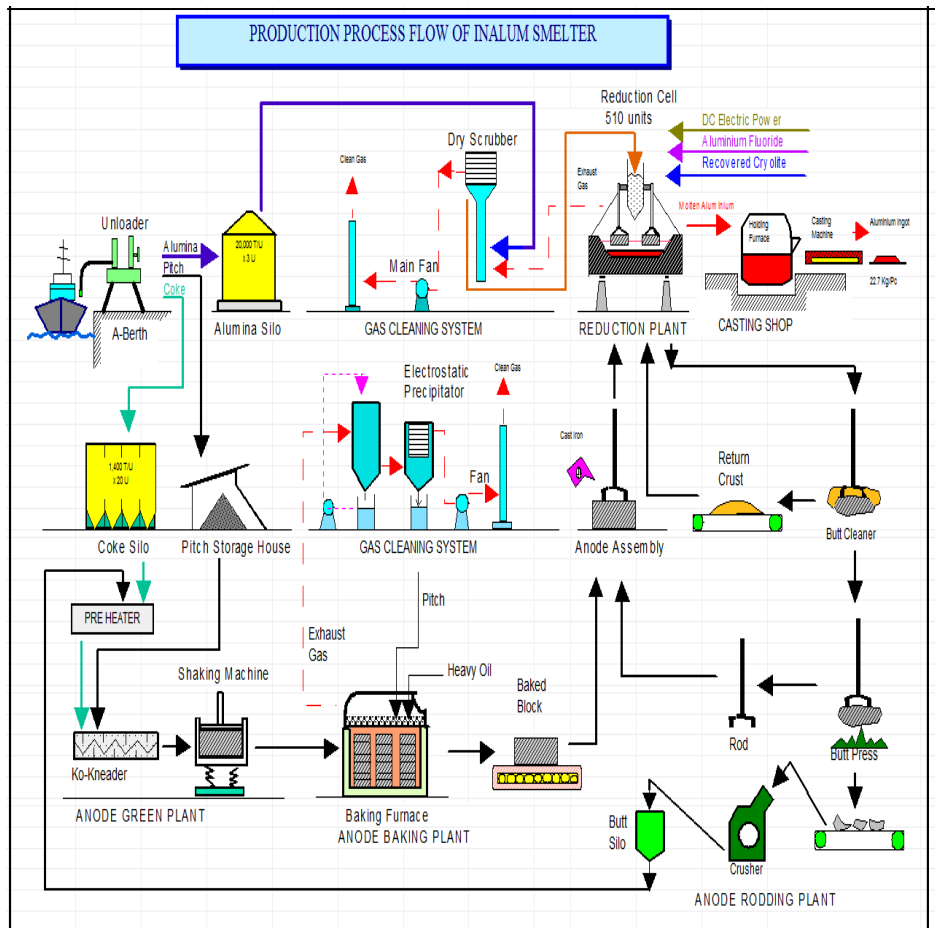 PRODUCTION PROCESS FLOW OF INALUM SMELTER
Reduction Cell
510 units
DC Electric Power
Aluminium Fluoride
Recovered Cryolite
Dry Scrubber
Clean Gas
Exhaust
Gas
Molten Aluminium
Holding
Furnace
Casting
Machine
Aluminium Ingot
22.7 Kg/Pc
Unloader
Alumina
Pitch
Coke
20,000 T/U
x 3 U
Main Fan
A-Berth
Alumina Silo
GAS CLEANING SYSTEM
REDUCTION PLANT
CASTING SHOP
Electrostatic
Precipitator
Clean Gas
Cast Iron
1,400 T/U
x 20 U
Fan
Return
Crust
Butt Cleaner
Coke Silo
Pitch Storage House
GAS CLEANING SYSTEM
Anode Assembly
PRE HEATER
Pitch
Exhaust
Gas
Heavy Oil
Shaking Machine
Baked
Block
Rod
Butt Press
Ko-Kneader
ANODE GREEN PLANT
Baking Furnace
ANODE BAKING PLANT
Butt
Silo
Crusher
ANODE RODDING PLANT